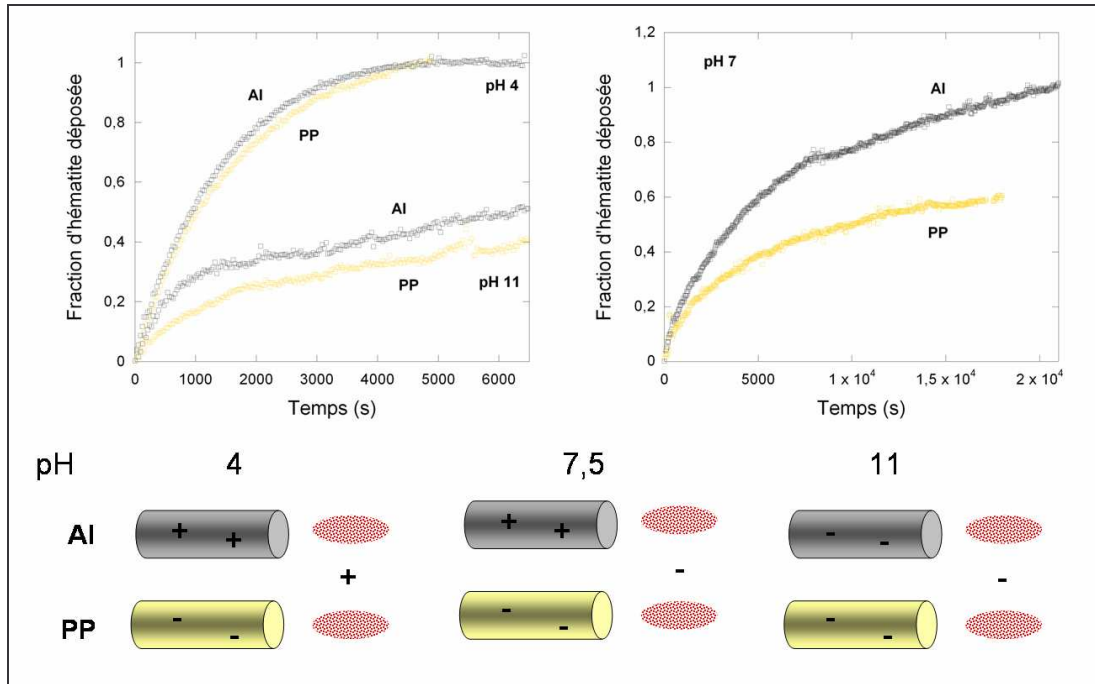 1
0,8
0,6
0,4
0,2
0
Fraction d'hématite déposée
Al
PP
pH 4
Al
PP
pH 11
0 1000 2000 3000 4000 5000 6000
Temps (s)
1,2
1
0,8
0,6
0,4
0,2
0
Fraction d'hématite déposée
pH 7
Al
PP
0 5000 1 x 10⁴ 1,5 x 10⁴ 2 x 10⁴
Temps (s)
pH 4 7,5 11
Al + + + + - -
+ - -
PP - - - - - -